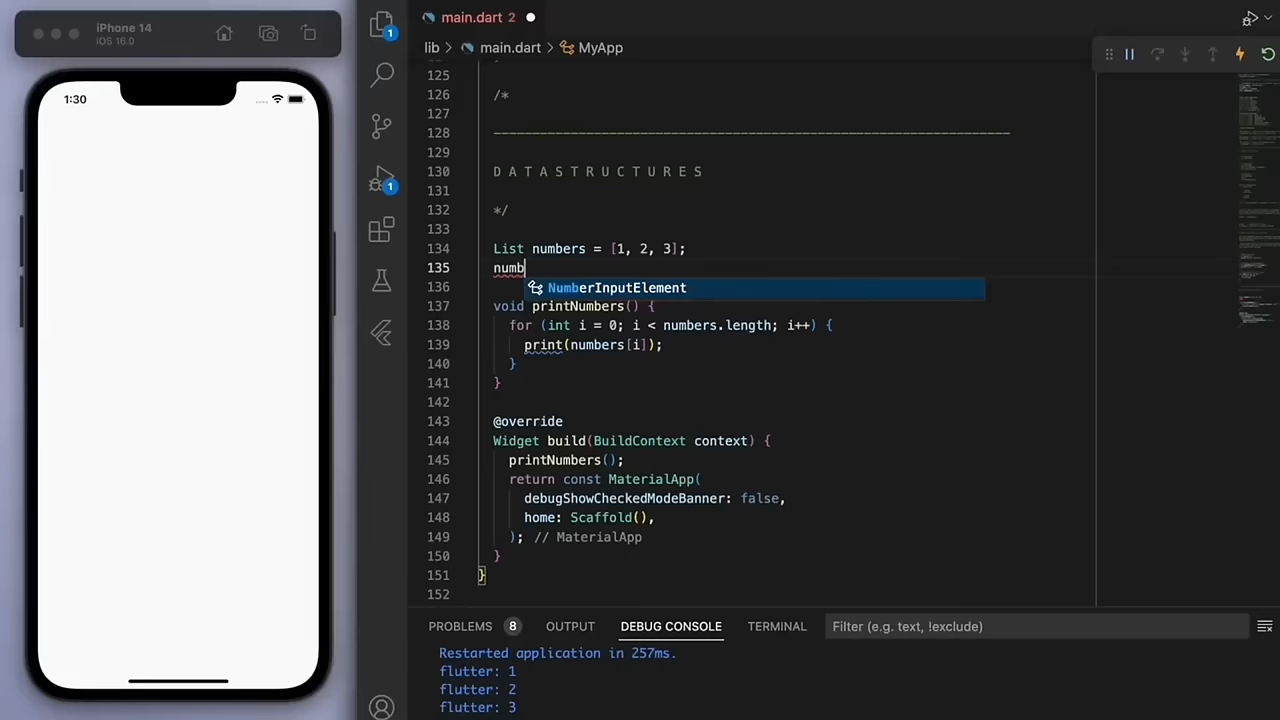 iPhone 14
iOS 16.0
1:30
1
1
main.dart 2
lib > main.dart > MyApp
125
126 /*
127
128 ___________________________________________________________________
129
130 D A T A S T R U C T U R E S
131
132 */
133
134 List numbers = [1, 2, 3];
135 numb
NumberInputElement
136
137 void printNumbers() {
138 for (int i = 0; i < numbers.length; i++) {
139 print(numbers[i]);
140 }
141 }
142
143 @override
144 Widget build(BuildContext context) {
145 printNumbers();
146 return const MaterialApp(
147 debugShowCheckedModeBanner: false,
148 home: Scaffold(),
149 ); // MaterialApp
150 }
151 }
152
PROBLEMS 8 OUTPUT DEBUG CONSOLE TERMINAL Filter (e.g. text, !exclude)
Restarted application in 257ms.
flutter: 1
flutter: 2
flutter: 3